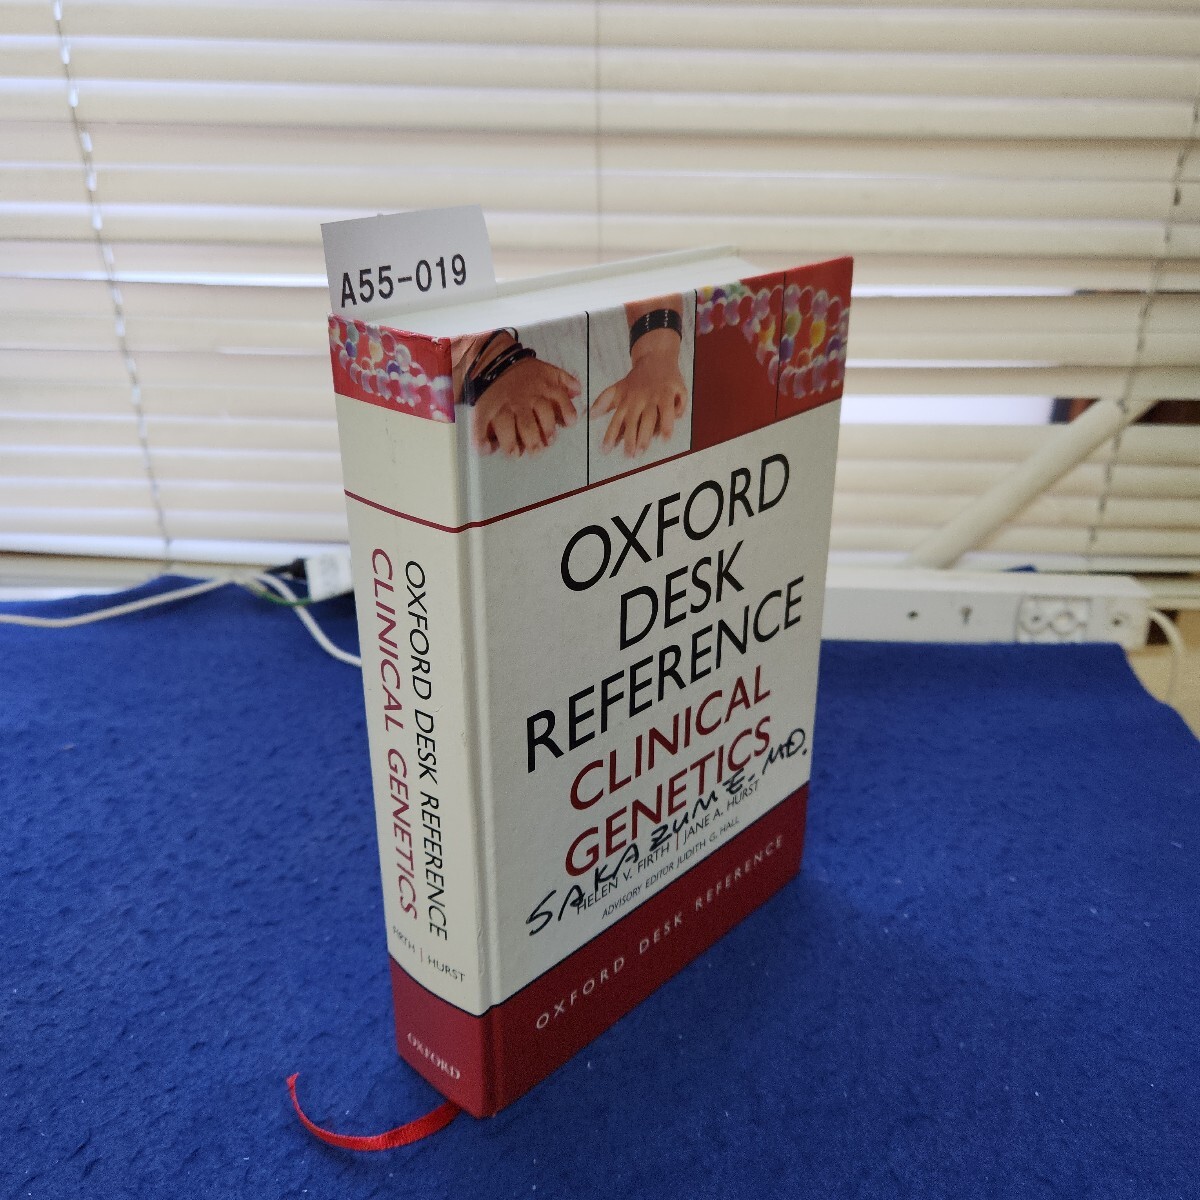 A55-019
OXFORD
DESK
REFERENCE
CLINICAL
GENETICS
SAKAZUME. MD.
HELEN V. FIRTH | JANE A. HURST
ADVISORY EDITOR JUDITH G. HALL
OXFORD DESK REFERENCE
OXFORD DESK REFERENCE
CLINICAL GENETICS
FIRTH | HURST
OXFORD